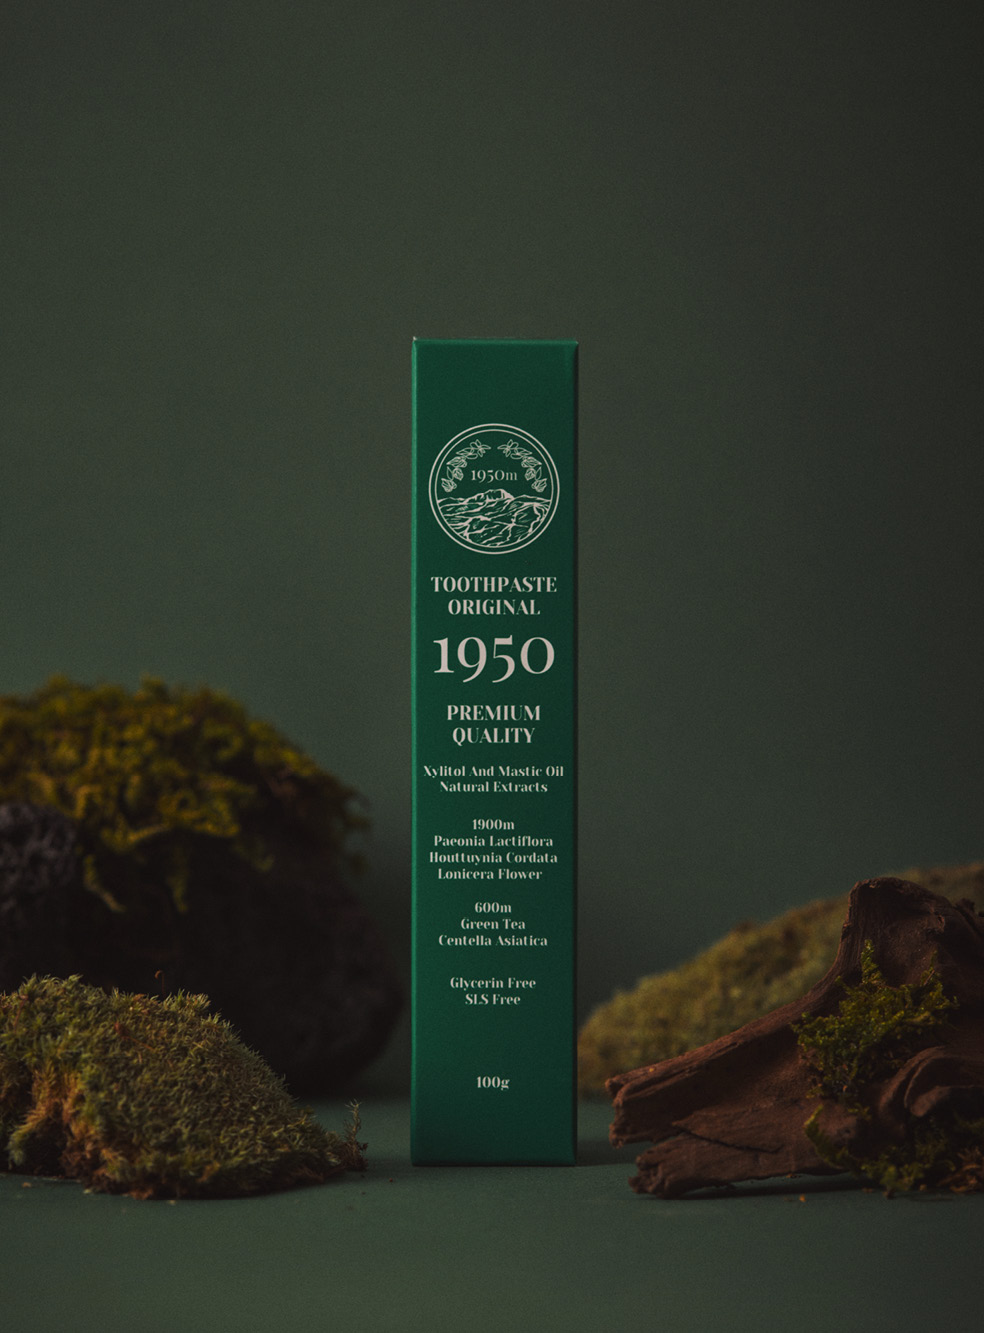 1950m
TOOTHPASTE
ORIGINAL
1950
PREMIUM
QUALITY
Xylitol And Mastic Oil
Natural Extracts
1900m
Paeonia Lactiflora
Houttuynia Cordata
Lonicera Flower
600m
Green Tea
Centella Asiatica
Glycerin Free
SLS Free
100g